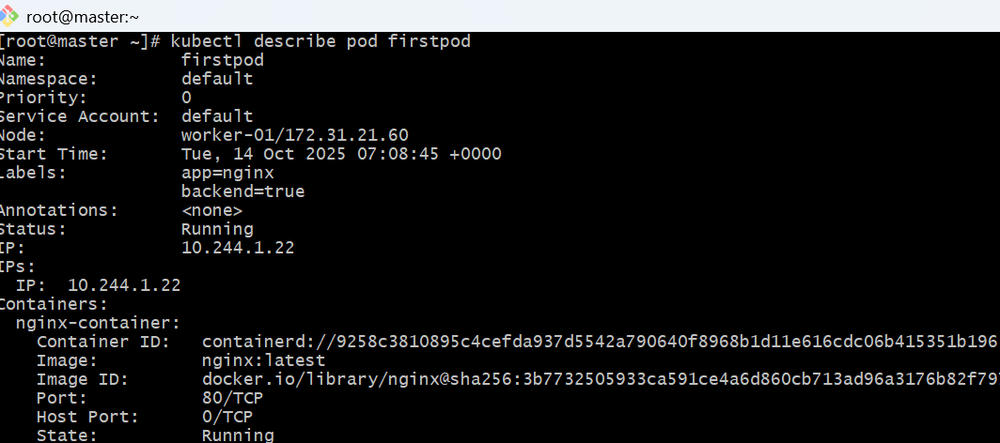 root@master:~
[root@master ~]# kubectl describe pod firstpod
Name:             firstpod
Namespace:        default
Priority:         0
Service Account:  default
Node:             worker-01/172.31.21.60
Start Time:       Tue, 14 Oct 2025 07:08:45 +0000
Labels:           app=nginx
                  backend=true
Annotations:      <none>
Status:           Running
IP:               10.244.1.22
IPs:
  IP:  10.244.1.22
Containers:
  nginx-container:
    Container ID:   containerd://9258c3810895c4cefda937d5542a790640f8968b1d11e616cdc06b415351b196
    Image:          nginx:latest
    Image ID:       docker.io/library/nginx@sha256:3b7732505933ca591ce4a6d860cb713ad96a3176b82f797
    Port:           80/TCP
    Host Port:      0/TCP
    State:          Running